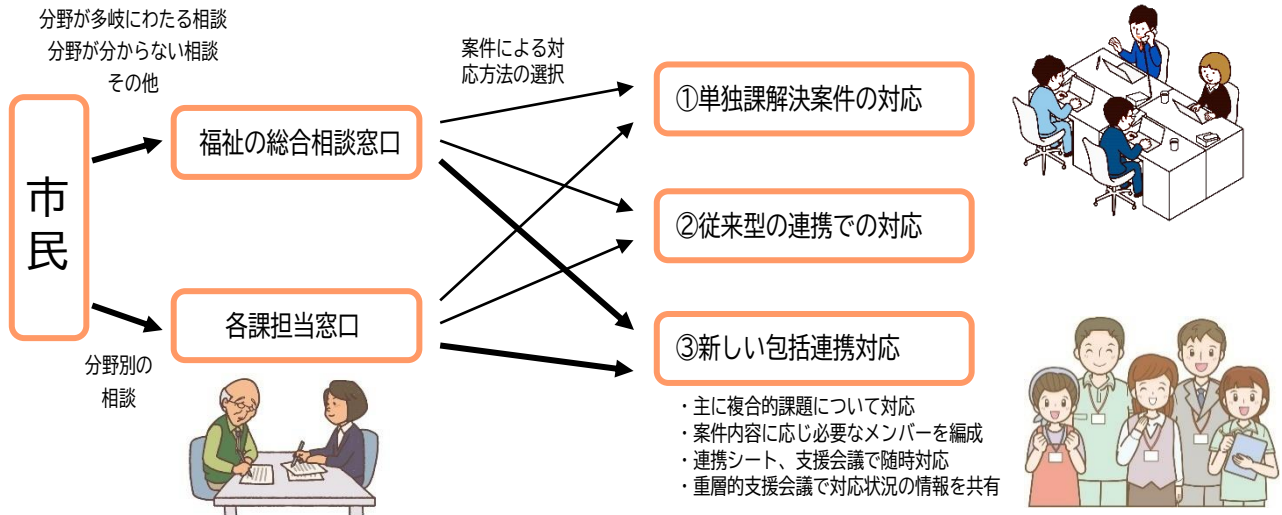 分野が多岐にわたる相談
分野が分からない相談
その他
市民
福祉の総合相談窓口
各課担当窓口
分野別の
相談
案件による対
応方法の選択
①単独課解決案件の対応
②従来型の連携での対応
③新しい包括連携対応
・主に複合的課題について対応
・案件内容に応じ必要なメンバーを編成
・連携シート、支援会議で随時対応
・重層的支援会議で対応状況の情報を共有